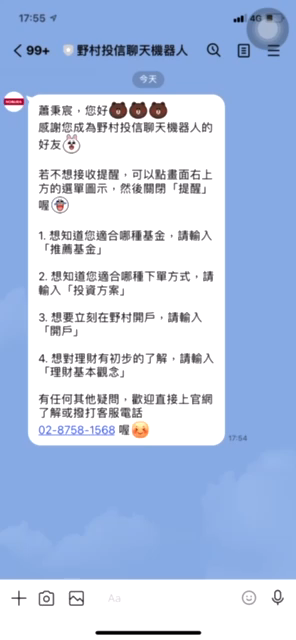 17:55
4G
99+
野村投信聊天機器人
今天
NOMURA
蕭秉宸，您好
感謝您成為野村投信聊天機器人的
好友
若不想接收提醒，可以點畫面右上
方的選單圖示，然後關閉「提醒」
喔
1. 想知道您適合哪種基金，請輸入
「推薦基金」
2. 想知道您適合哪種下單方式，請
輸入「投資方案」
3. 想要立刻在野村開戶，請輸入
「開戶」
4. 想對理財有初步的了解，請輸入
「理財基本觀念」
有任何其他疑問，歡迎直接上官網
了解或撥打客服電話
02-8758-1568 喔
17:54
Aa